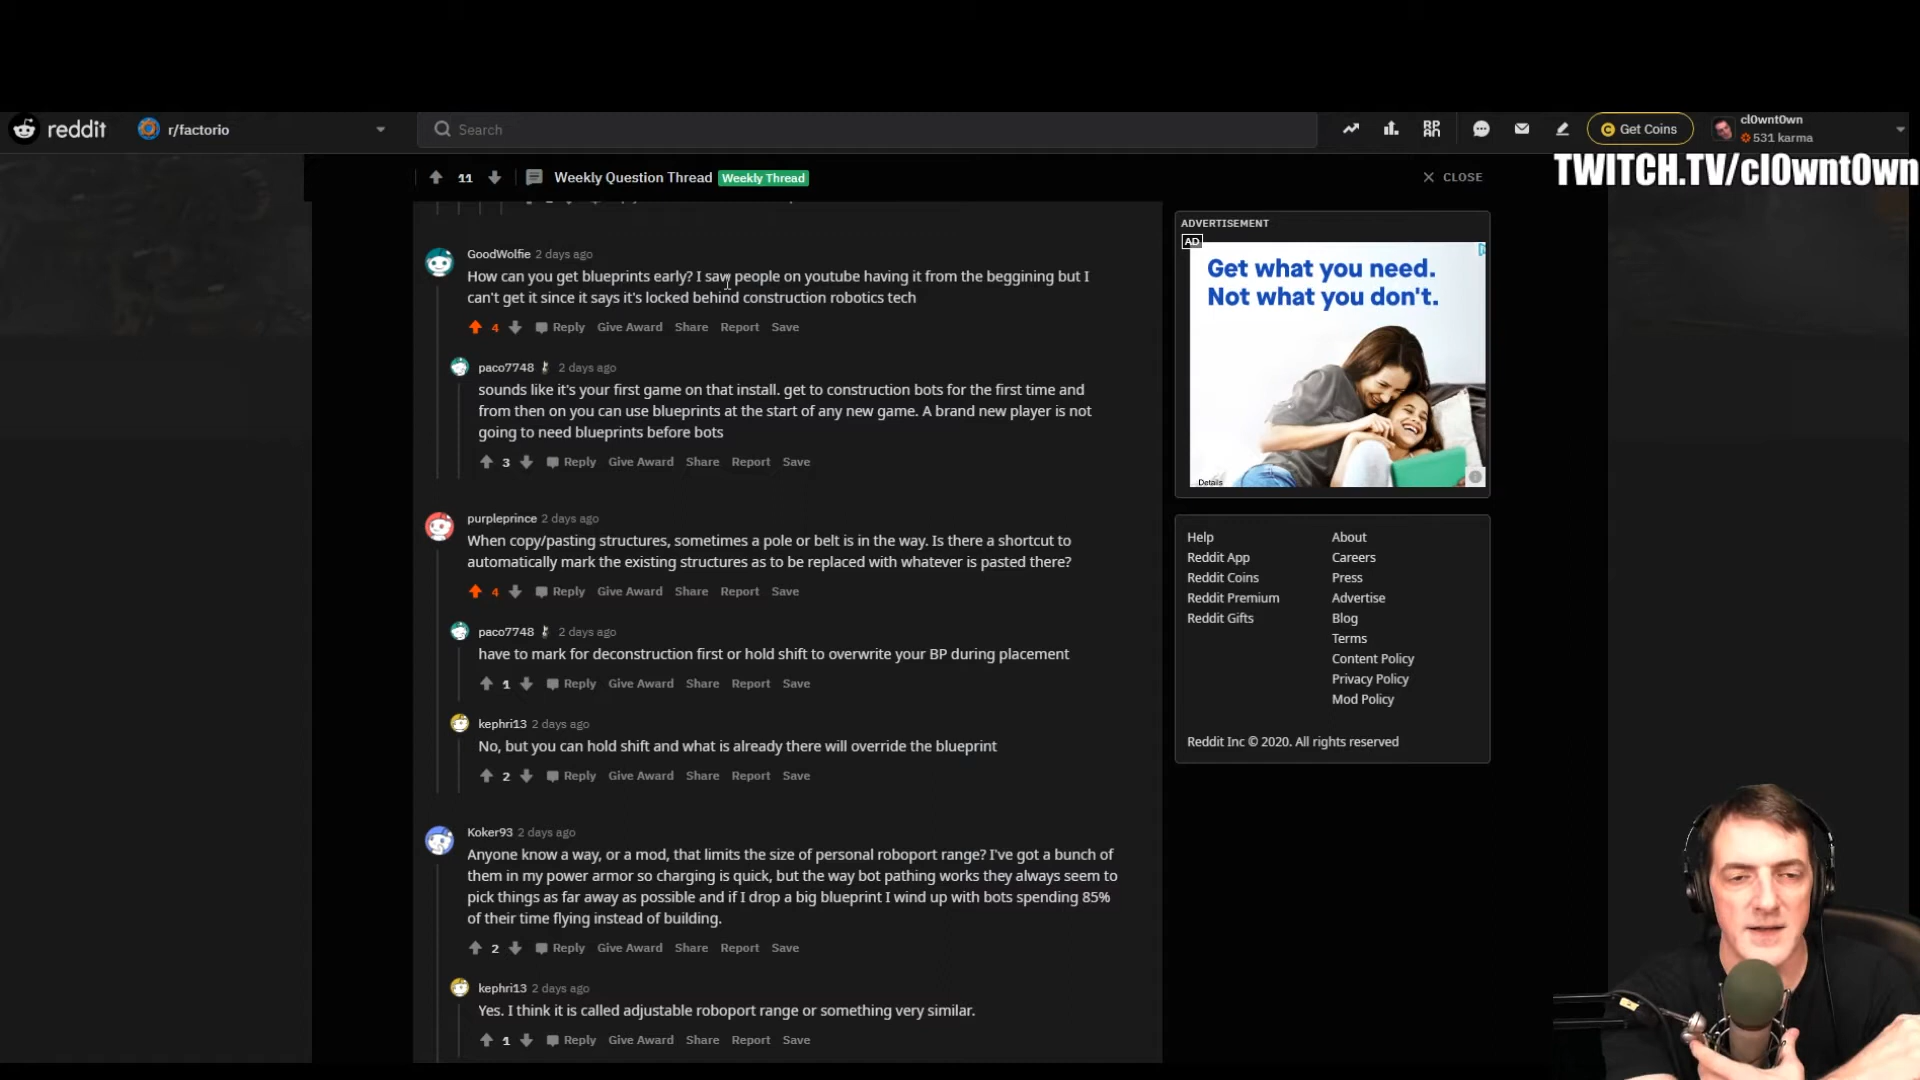 reddit
r/factorio
Search
Get Coins
cl0wnt0wn
531 karma
TWITCH.TV/cl0wnt0wn
11
Weekly Question Thread Weekly Thread
CLOSE
GoodWolfie 2 days ago
How can you get blueprints early? I saw people on youtube having it from the beggining but I
can't get it since it says it's locked behind construction robotics tech
4 Reply Give Award Share Report Save
paco7748 2 days ago
sounds like it's your first game on that install. get to construction bots for the first time and
from then on you can use blueprints at the start of any new game. A brand new player is not
going to need blueprints before bots
3 Reply Give Award Share Report Save
purpleprince 2 days ago
When copy/pasting structures, sometimes a pole or belt is in the way. Is there a shortcut to
automatically mark the existing structures as to be replaced with whatever is pasted there?
4 Reply Give Award Share Report Save
paco7748 2 days ago
have to mark for deconstruction first or hold shift to overwrite your BP during placement
1 Reply Give Award Share Report Save
kephri13 2 days ago
No, but you can hold shift and what is already there will override the blueprint
2 Reply Give Award Share Report Save
Koker93 2 days ago
Anyone know a way, or a mod, that limits the size of personal roboport range? I've got a bunch of
them in my power armor so charging is quick, but the way bot pathing works they always seem to
pick things as far away as possible and if I drop a big blueprint I wind up with bots spending 85%
of their time flying instead of building.
2 Reply Give Award Share Report Save
kephri13 2 days ago
Yes. I think it is called adjustable roboport range or something very similar.
1 Reply Give Award Share Report Save
ADVERTISEMENT
AD
Get what you need.
Not what you don't.
Details
Help About
Reddit App Careers
Reddit Coins Press
Reddit Premium Advertise
Reddit Gifts Blog
Terms
Content Policy
Privacy Policy
Mod Policy
Reddit Inc © 2020. All rights reserved